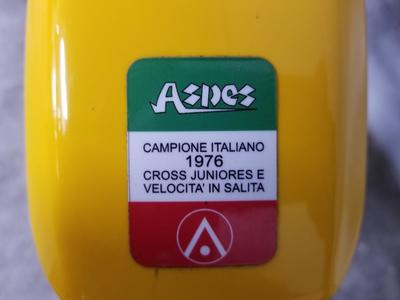 Aspes
CAMPIONE ITALIANO
1976
CROSS JUNIORES E
VELOCITA' IN SALITA